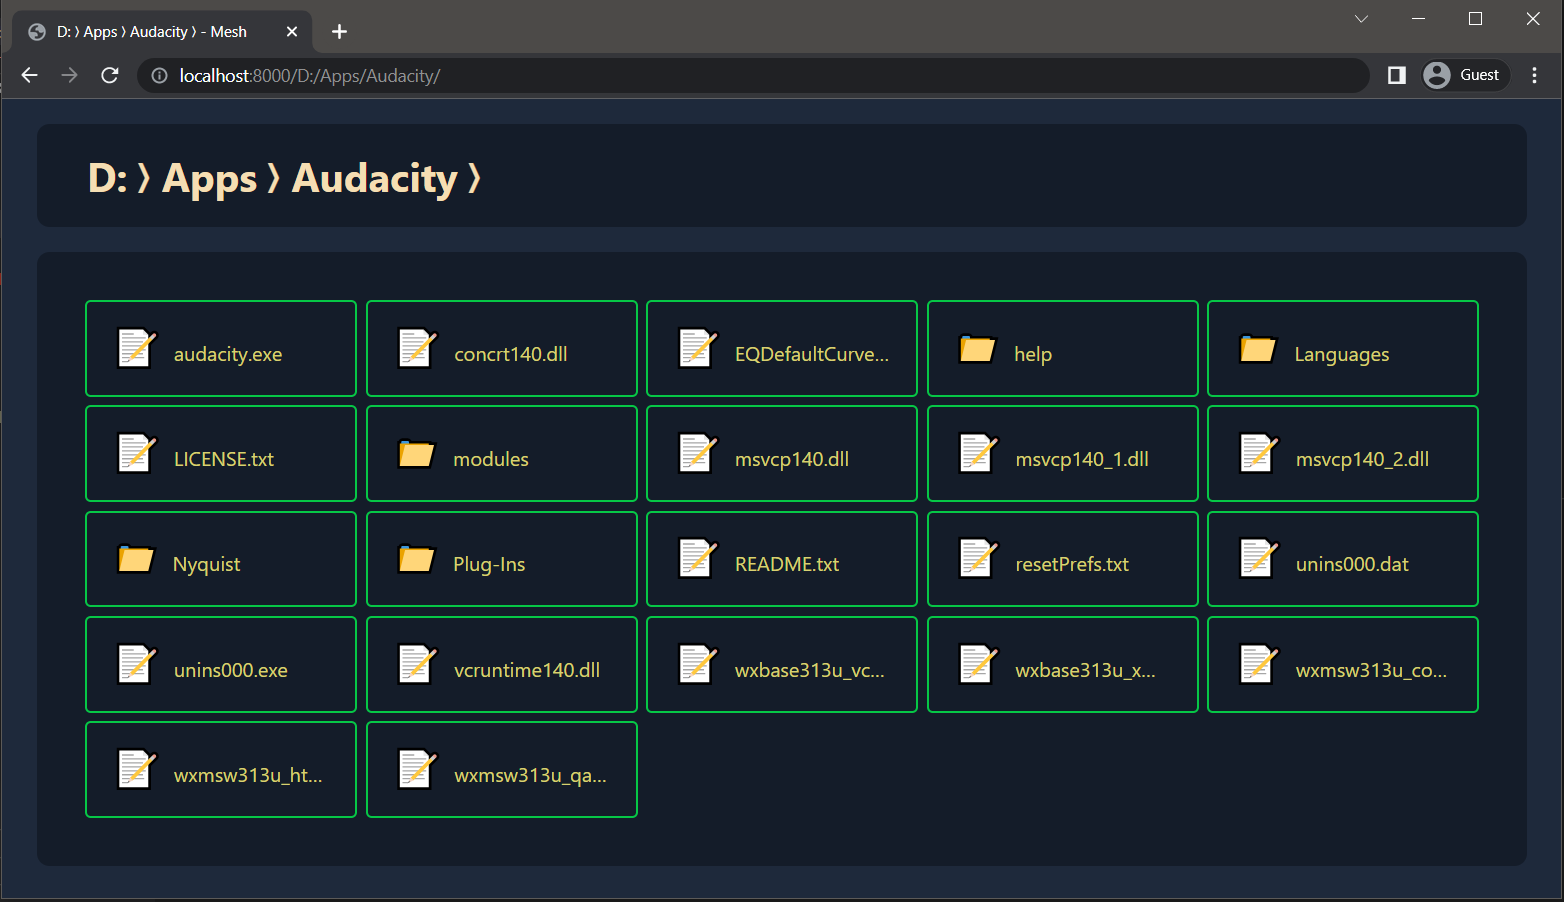 D: ⟩ Apps ⟩ Audacity ⟩ - Mesh
localhost:8000/D:/Apps/Audacity/
Guest
D: ⟩ Apps ⟩ Audacity ⟩
audacity.exe
concrt140.dll
EQDefaultCurve...
help
Languages
LICENSE.txt
modules
msvcp140.dll
msvcp140_1.dll
msvcp140_2.dll
Nyquist
Plug-Ins
README.txt
resetPrefs.txt
unins000.dat
unins000.exe
vcruntime140.dll
wxbase313u_vc...
wxbase313u_x...
wxmsw313u_co...
wxmsw313u_ht...
wxmsw313u_qa...